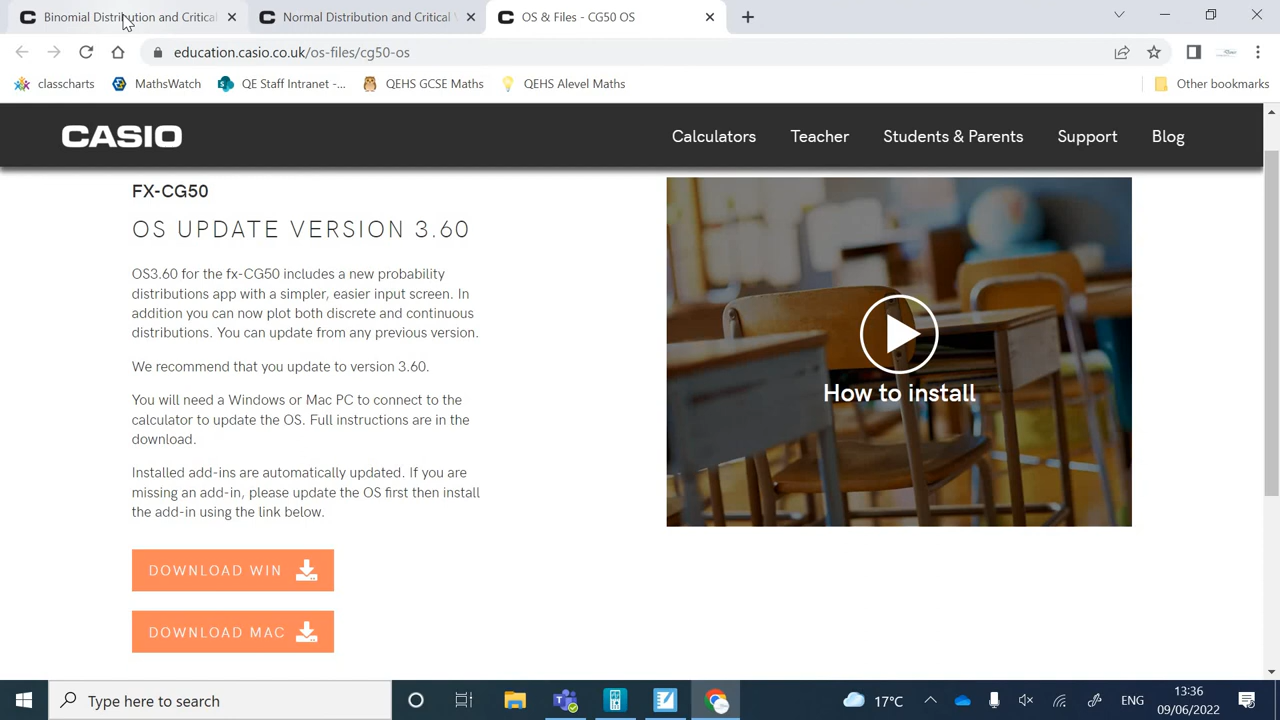 Binomial Distribution and Critica
Normal Distribution and Critical V
OS & Files - CG50 OS
education.casio.co.uk/os-files/cg50-os
classcharts
MathsWatch
QE Staff Intranet -...
QEHS GCSE Maths
QEHS Alevel Maths
Other bookmarks
CASIO
Calculators
Teacher
Students & Parents
Support
Blog
FX-CG50
OS UPDATE VERSION 3.60
OS3.60 for the fx-CG50 includes a new probability
distributions app with a simpler, easier input screen. In
addition you can now plot both discrete and continuous
distributions. You can update from any previous version.
We recommend that you update to version 3.60.
You will need a Windows or Mac PC to connect to the
calculator to update the OS. Full instructions are in the
download.
Installed add-ins are automatically updated. If you are
missing an add-in, please update the OS first then install
the add-in using the link below.
DOWNLOAD WIN
DOWNLOAD MAC
How to install
Type here to search
17°C
ENG
13:36
09/06/2022